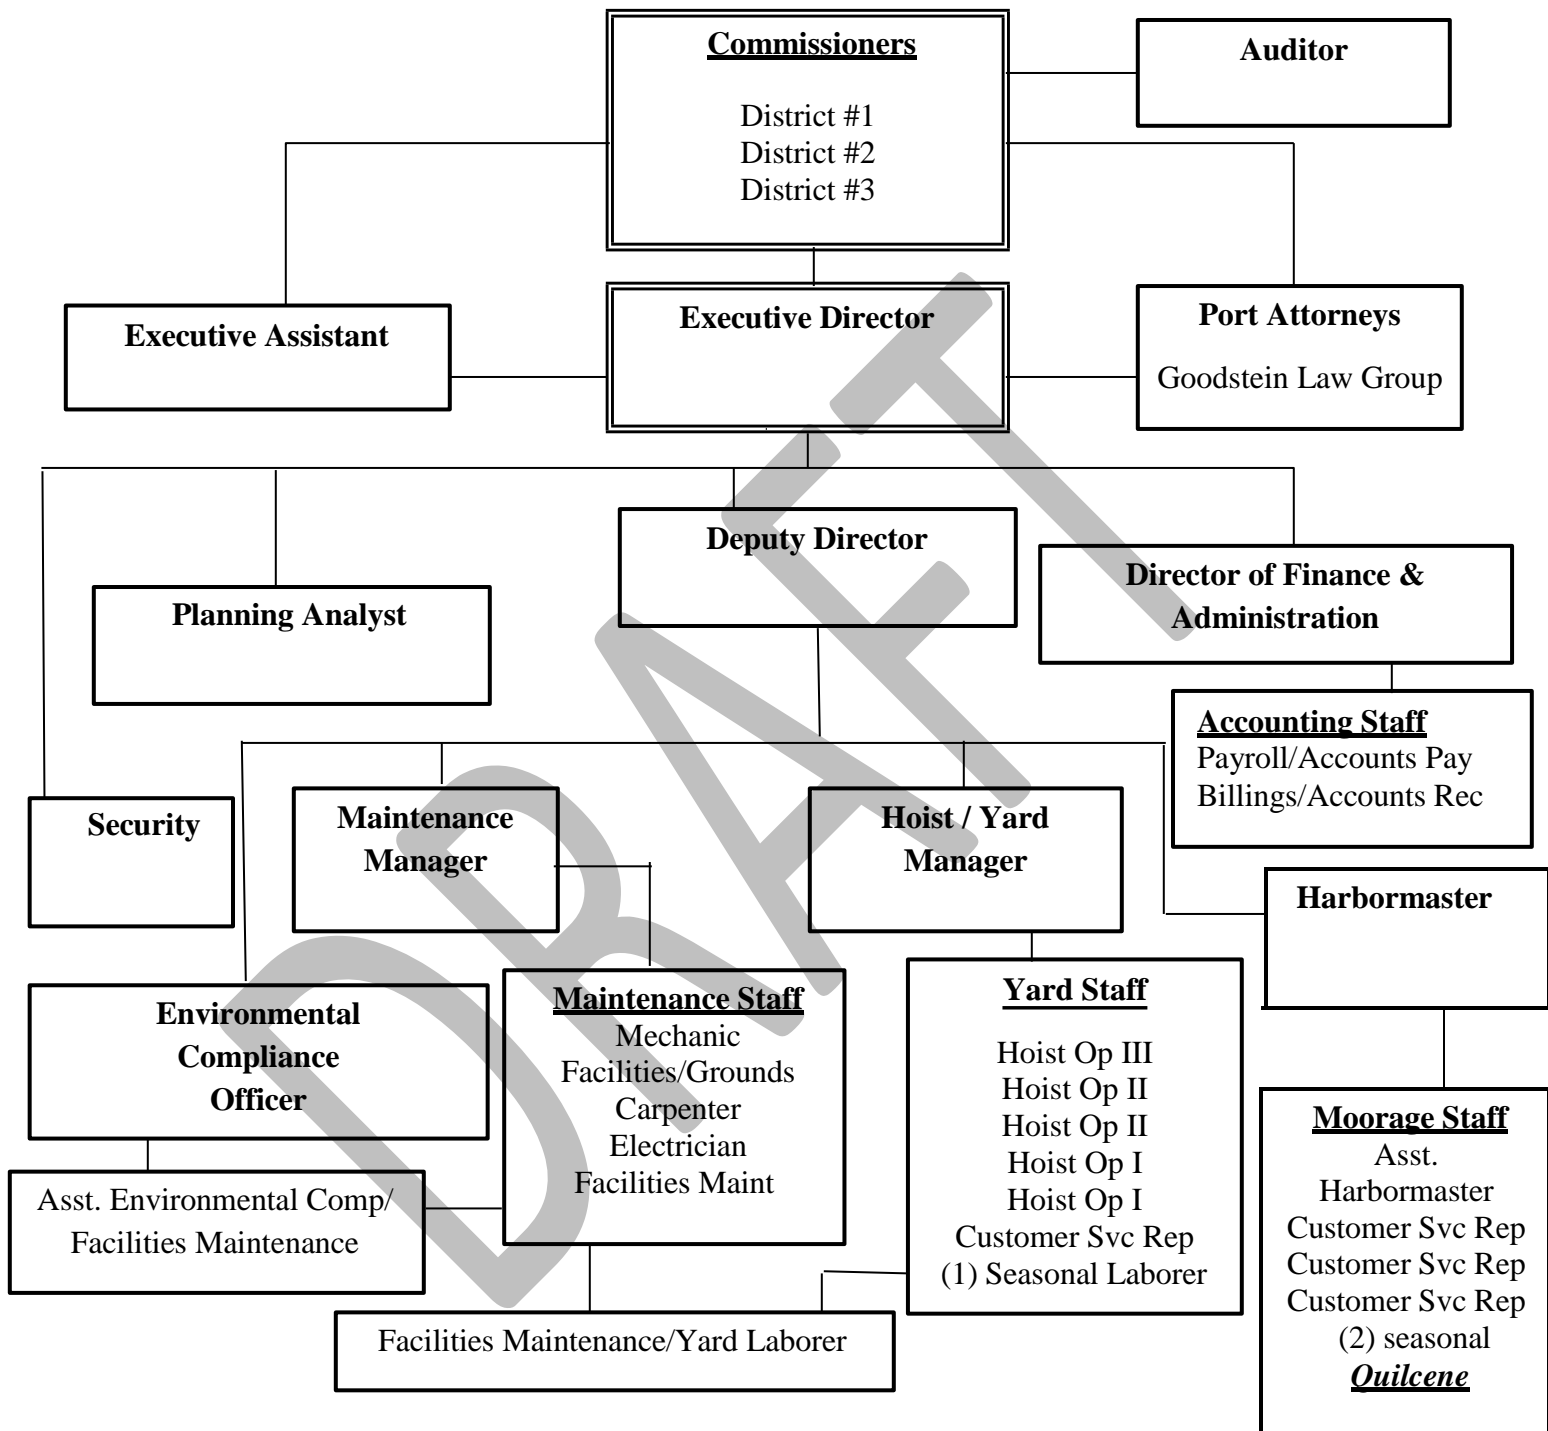 Commissioners
District #1
District #2
District #3
Auditor
Executive Assistant
Executive Director
Port Attorneys
Goodstein Law Group
Deputy Director
Director of Finance &
Administration
Planning Analyst
Accounting Staff
Payroll/Accounts Pay
Billings/Accounts Rec
Security
Maintenance
Manager
Hoist / Yard
Manager
Harbormaster
Environmental
Compliance
Officer
Maintenance Staff
Mechanic
Facilities/Grounds
Carpenter
Electrician
Facilities Maint
Yard Staff
Hoist Op III
Hoist Op II
Hoist Op II
Hoist Op I
Hoist Op I
Customer Svc Rep
(1) Seasonal Laborer
Moorage Staff
Asst.
Harbormaster
Customer Svc Rep
Customer Svc Rep
Customer Svc Rep
(2) seasonal
Quilcene
Asst. Environmental Comp/
Facilities Maintenance
Facilities Maintenance/Yard Laborer
DRAFT